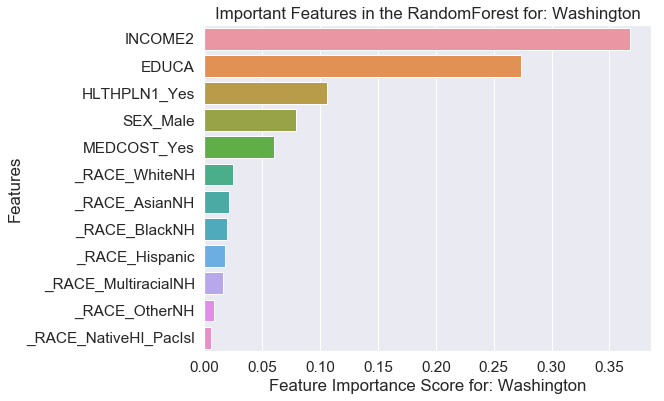 Important Features in the RandomForest for: Washington
INCOME2
EDUCA
HLTHPLN1_Yes
SEX_Male
MEDCOST_Yes
_RACE_WhiteNH
_RACE_AsianNH
_RACE_BlackNH
_RACE_Hispanic
_RACE_MultiracialNH
_RACE_OtherNH
_RACE_NativeHI_PacIsl
Features
0.00 0.05 0.10 0.15 0.20 0.25 0.30 0.35
Feature Importance Score for: Washington